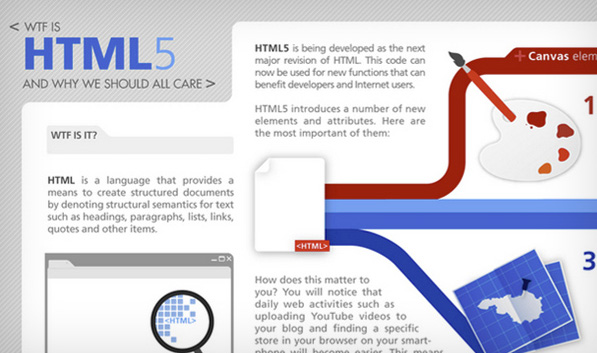 < WTF IS
HTML5
AND WHY WE SHOULD ALL CARE >
WTF IS IT?
HTML is a language that provides a
means to create structured documents
by denoting structural semantics for text
such as headings, paragraphs, lists, links,
quotes and other items.
<HTML>
HTML5 is being developed as the next
major revision of HTML. This code can
now be used for new functions that can
benefit developers and Internet users.
HTML5 introduces a number of new
elements and attributes. Here are
the most important of them:
<HTML>
How does this matter to
you? You will notice that
daily web activities such as
uploading YouTube videos to
your blog and finding a specific
store in your browser on your smart-
phone will become easier. This means
+ Canvas elem
1
3